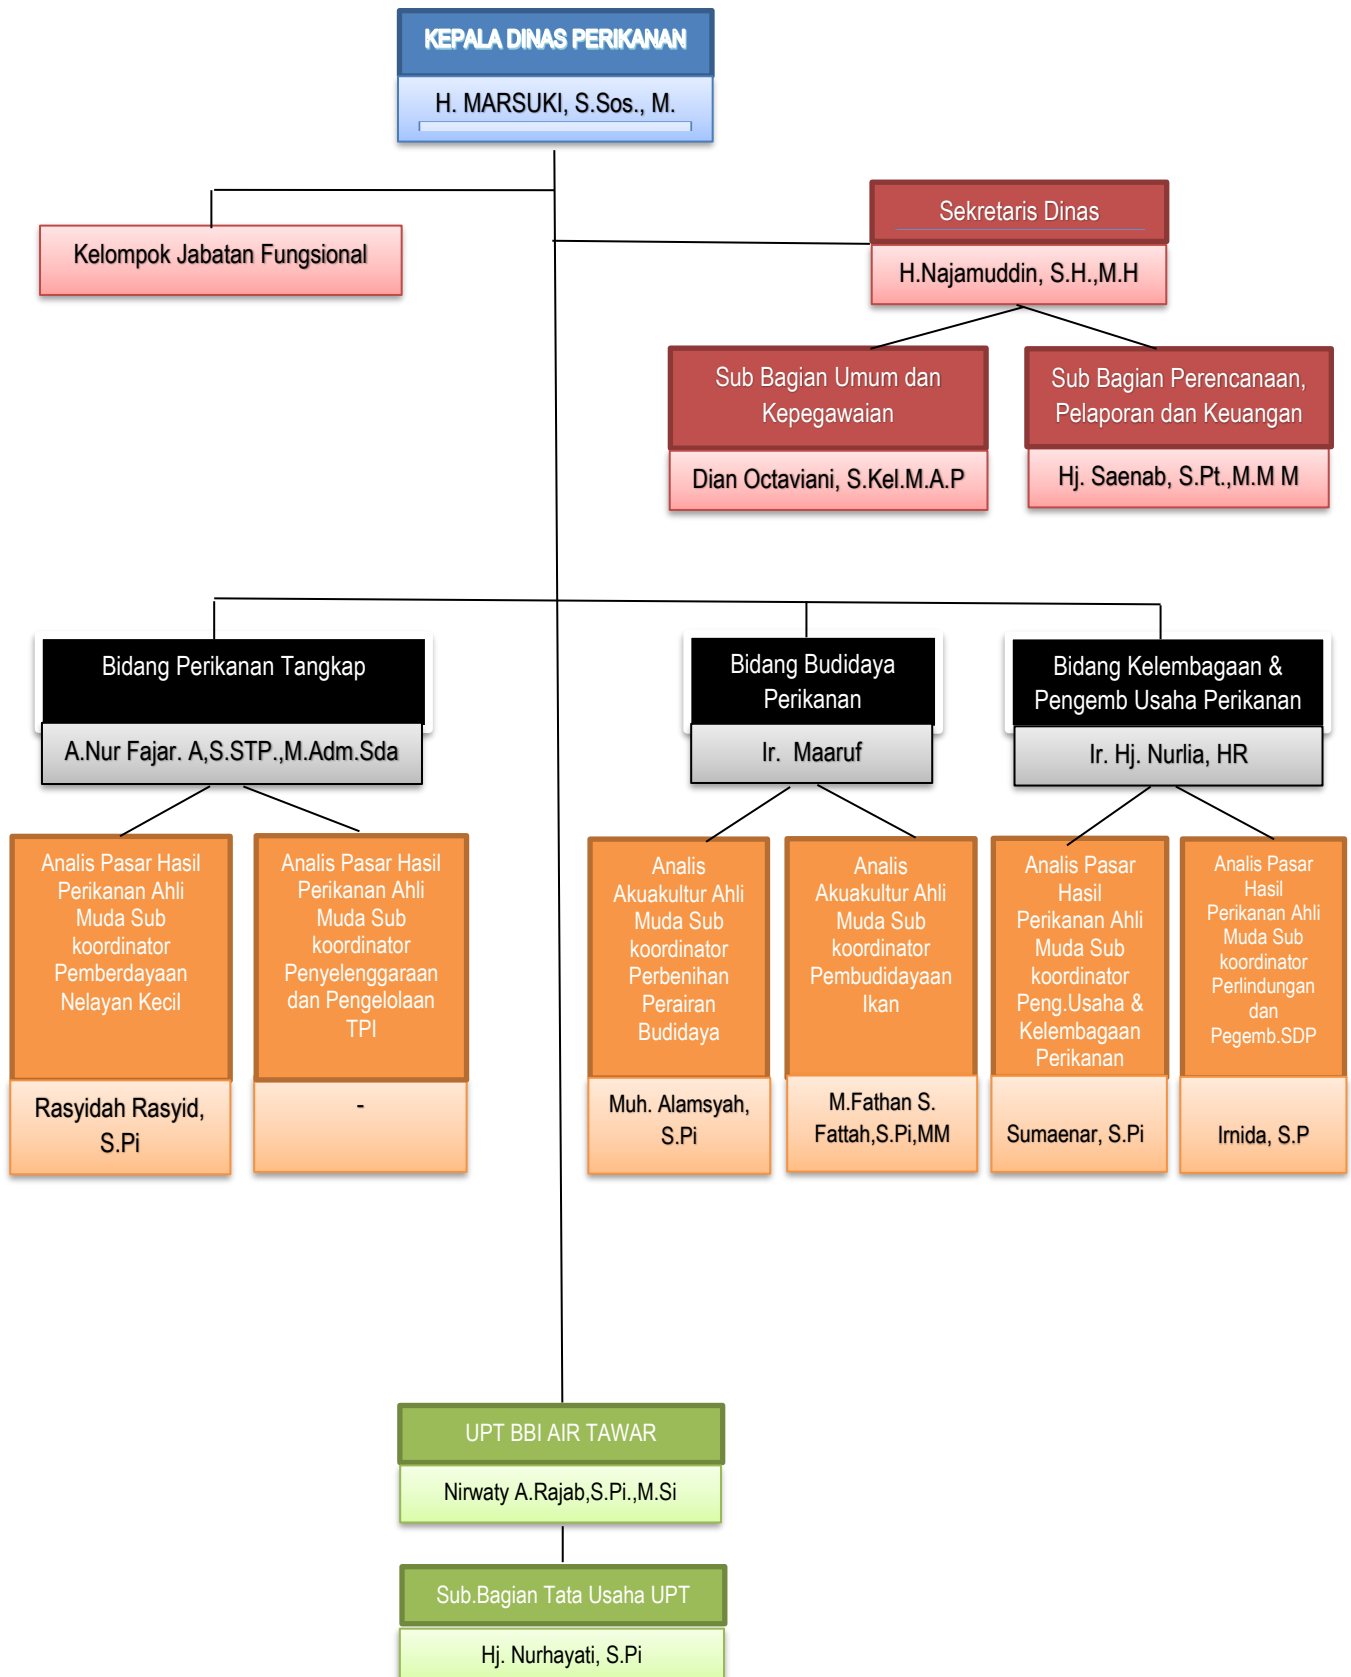 KEPALA DINAS PERIKANAN
H. MARSUKI, S.Sos., M.
Kelompok Jabatan Fungsional
Sekretaris Dinas
H.Najamuddin, S.H.,M.H
Sub Bagian Umum dan
Kepegawaian
Dian Octaviani, S.Kel.M.A.P
Sub Bagian Perencanaan,
Pelaporan dan Keuangan
Hj. Saenab, S.Pt.,M.M M
Bidang Perikanan Tangkap
A.Nur Fajar. A,S.STP.,M.Adm.Sda
Bidang Budidaya
Perikanan
Ir.  Maaruf
Bidang Kelembagaan &
Pengemb Usaha Perikanan
Ir. Hj. Nurlia, HR
Analis Pasar Hasil
Perikanan Ahli
Muda Sub
koordinator
Pemberdayaan
Nelayan Kecil
Rasyidah Rasyid,
S.Pi
Analis Pasar Hasil
Perikanan Ahli
Muda Sub
koordinator
Penyelenggaraan
dan Pengelolaan
TPI
-
Analis
Akuakultur Ahli
Muda Sub
koordinator
Perbenihan
Perairan
Budidaya
Muh. Alamsyah,
S.Pi
Analis
Akuakultur Ahli
Muda Sub
koordinator
Pembudidayaan
Ikan
M.Fathan S.
Fattah,S.Pi,MM
Analis Pasar
Hasil
Perikanan Ahli
Muda Sub
koordinator
Peng.Usaha &
Kelembagaan
Perikanan
Sumaenar, S.Pi
Analis Pasar
Hasil
Perikanan Ahli
Muda Sub
koordinator
Perlindungan
dan
Pegemb.SDP
Irnida, S.P
UPT BBI AIR TAWAR
Nirwaty A.Rajab,S.Pi.,M.Si
Sub.Bagian Tata Usaha UPT
Hj. Nurhayati, S.Pi